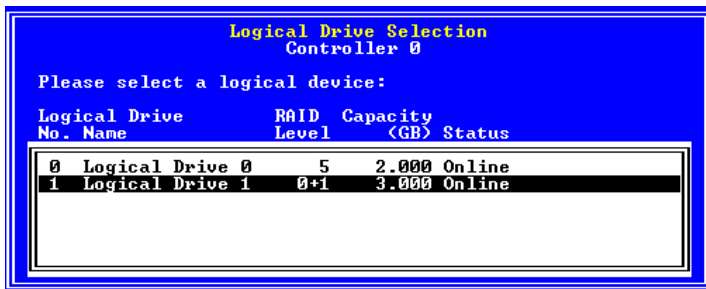 Logical Drive Selection
Controller 0
Please select a logical device:
Logical Drive RAID Capacity
No. Name Level (GB) Status
0 Logical Drive 0 5 2.000 Online
1 Logical Drive 1 0+1 3.000 Online